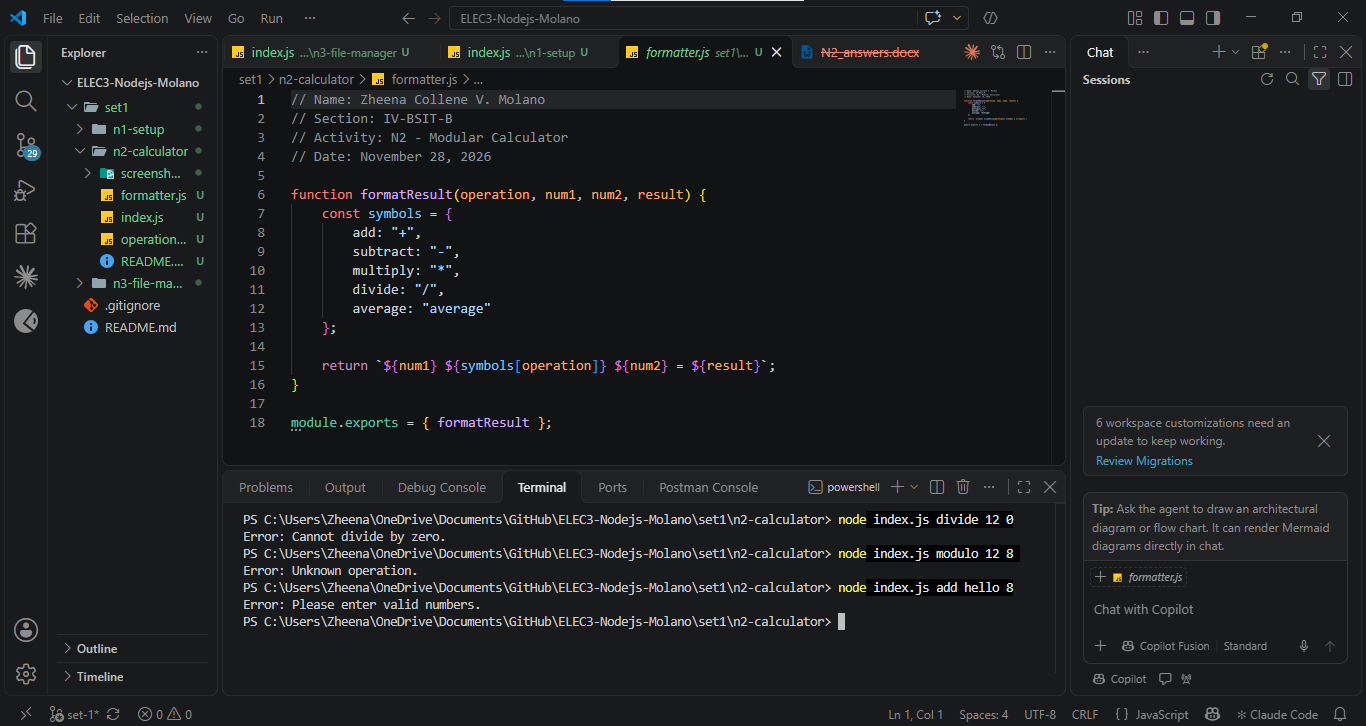 File Edit Selection View Go Run ···
ELEC3-Nodejs-Molano
Explorer ···
ELEC3-Nodejs-Molano
set1
n1-setup
n2-calculator
screensh...
formatter.js U
index.js U
operation... U
README.... U
n3-file-ma...
.gitignore
README.md
Outline
Timeline
29
index.js ...\n3-file-manager U
index.js ...\n1-setup U
formatter.js set1\... U
N2_answers.docx
set1 > n2-calculator > formatter.js > ...
1 // Name: Zheena Collene V. Molano
2 // Section: IV-BSIT-B
3 // Activity: N2 - Modular Calculator
4 // Date: November 28, 2026
5
6 function formatResult(operation, num1, num2, result) {
7 const symbols = {
8 add: "+",
9 subtract: "-",
10 multiply: "*",
11 divide: "/",
12 average: "average"
13 };
14
15 return `${num1} ${symbols[operation]} ${num2} = ${result}`;
16 }
17
18 module.exports = { formatResult };
Problems Output Debug Console Terminal Ports Postman Console
powershell
PS C:\Users\Zheena\OneDrive\Documents\GitHub\ELEC3-Nodejs-Molano\set1\n2-calculator> node index.js divide 12 0
Error: Cannot divide by zero.
PS C:\Users\Zheena\OneDrive\Documents\GitHub\ELEC3-Nodejs-Molano\set1\n2-calculator> node index.js modulo 12 8
Error: Unknown operation.
PS C:\Users\Zheena\OneDrive\Documents\GitHub\ELEC3-Nodejs-Molano\set1\n2-calculator> node index.js add hello 8
Error: Please enter valid numbers.
PS C:\Users\Zheena\OneDrive\Documents\GitHub\ELEC3-Nodejs-Molano\set1\n2-calculator>
Chat
Sessions
6 workspace customizations need an
update to keep working.
Review Migrations
Tip: Ask the agent to draw an architectural
diagram or flow chart. It can render Mermaid
diagrams directly in chat.
formatter.js
Chat with Copilot
Copilot Fusion Standard
Copilot
set-1* 0 0
Ln 1, Col 1 Spaces: 4 UTF-8 CRLF {} JavaScript Claude Code